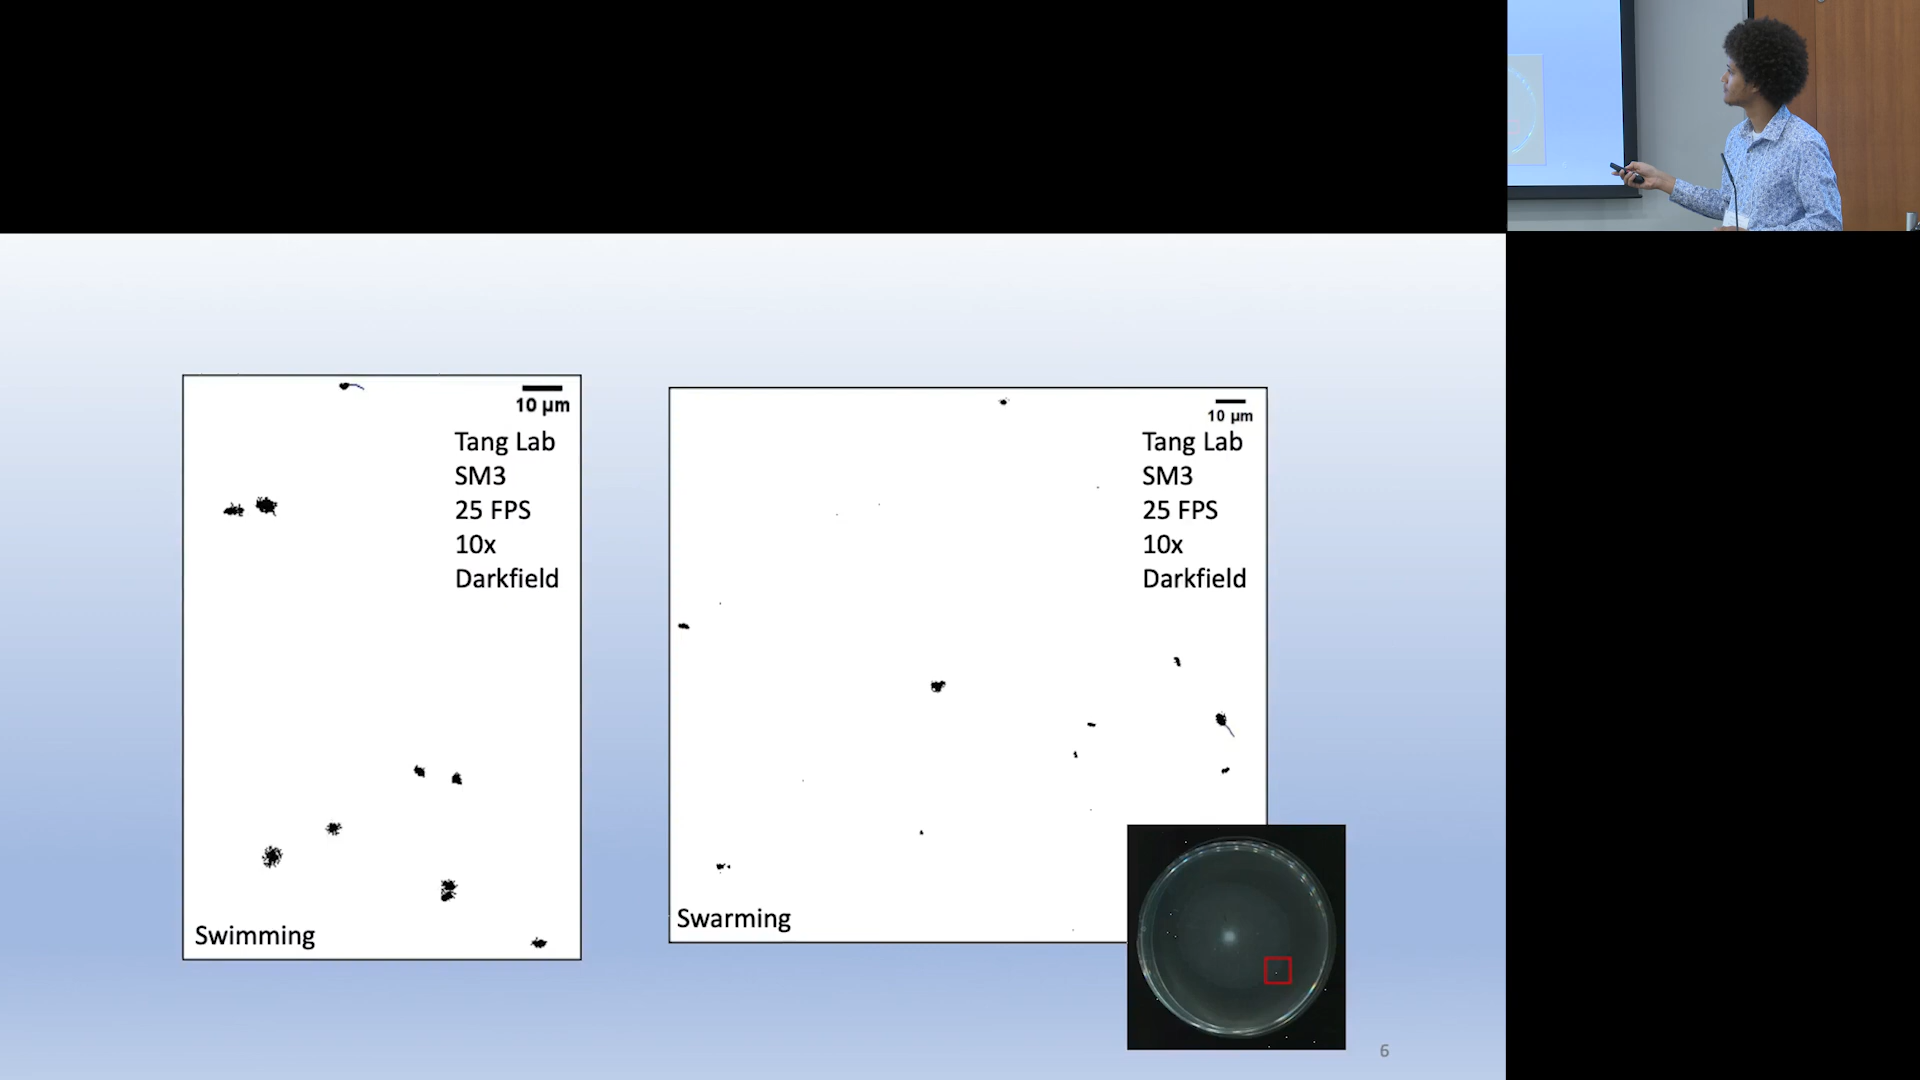 10 μm
Tang Lab
SM3
25 FPS
10x
Darkfield
Swimming
10 μm
Tang Lab
SM3
25 FPS
10x
Darkfield
Swarming
6